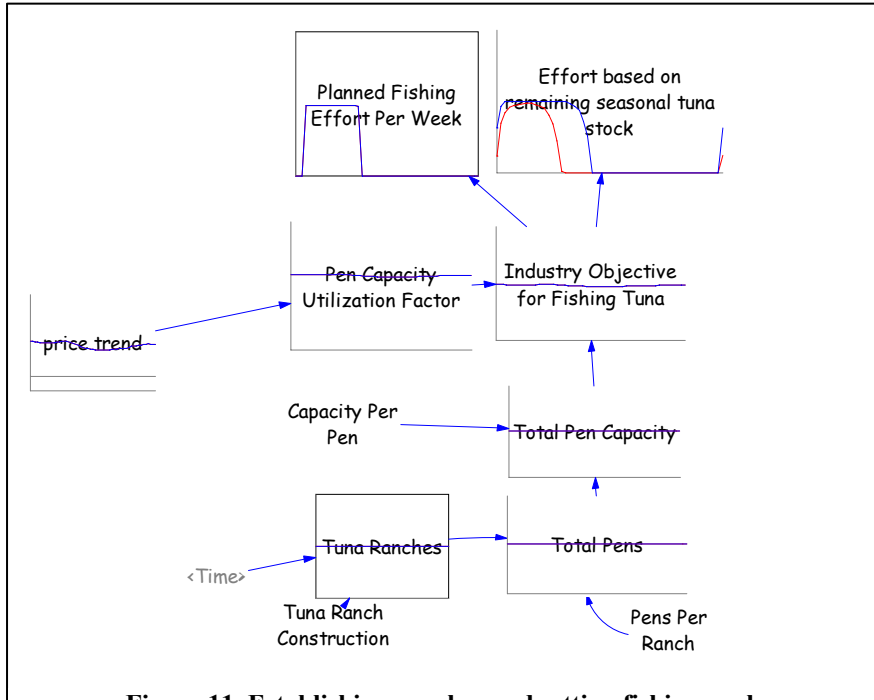 Planned Fishing
Effort Per Week
Effort based on
remaining seasonal tuna
stock
Pen Capacity
Utilization Factor
Industry Objective
for Fishing Tuna
price trend
Capacity Per
Pen
Total Pen Capacity
Tuna Ranches
Total Pens
<Time>
Tuna Ranch
Construction
Pens Per
Ranch